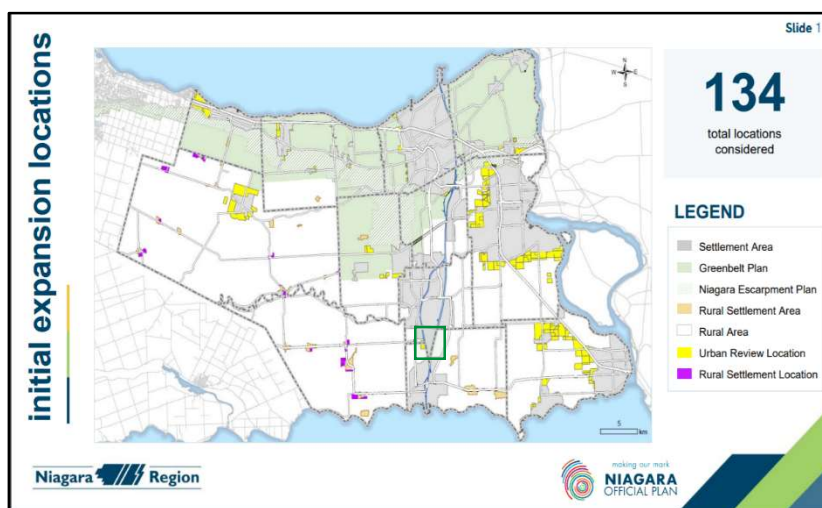 Slide 1
initial expansion locations
N
W E
S
134
total locations
considered
LEGEND
Settlement Area
Greenbelt Plan
Niagara Escarpment Plan
Rural Settlement Area
Rural Area
Urban Review Location
Rural Settlement Location
5
km
Niagara Region
making our mark
NIAGARA
OFFICIAL PLAN